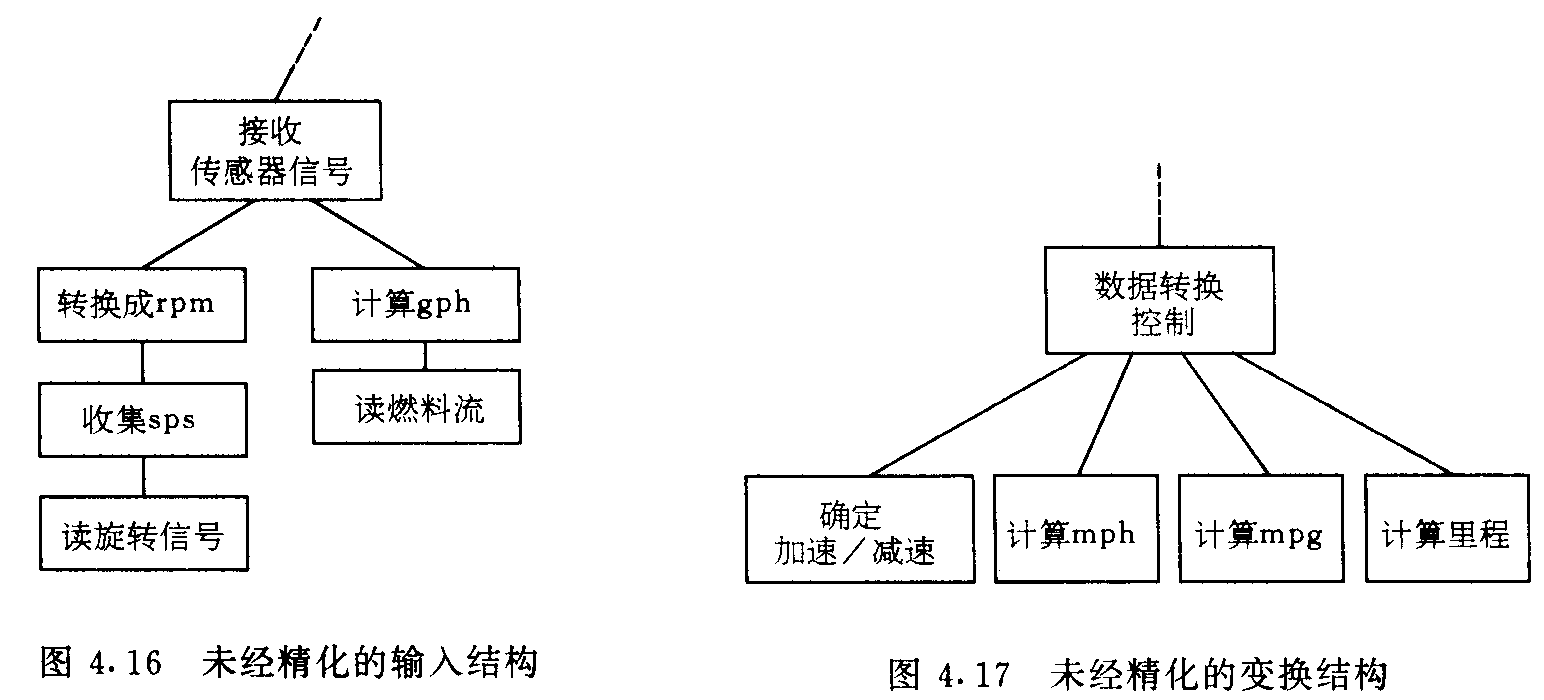 接收
传感器信号
转换成rpm
计算gph
收集sps
读燃料流
读旋转信号
图 4.16 未经精化的输入结构
数据转换
控制
确定
加速／减速
计算mph
计算mpg
计算里程
图 4.17 未经精化的变换结构